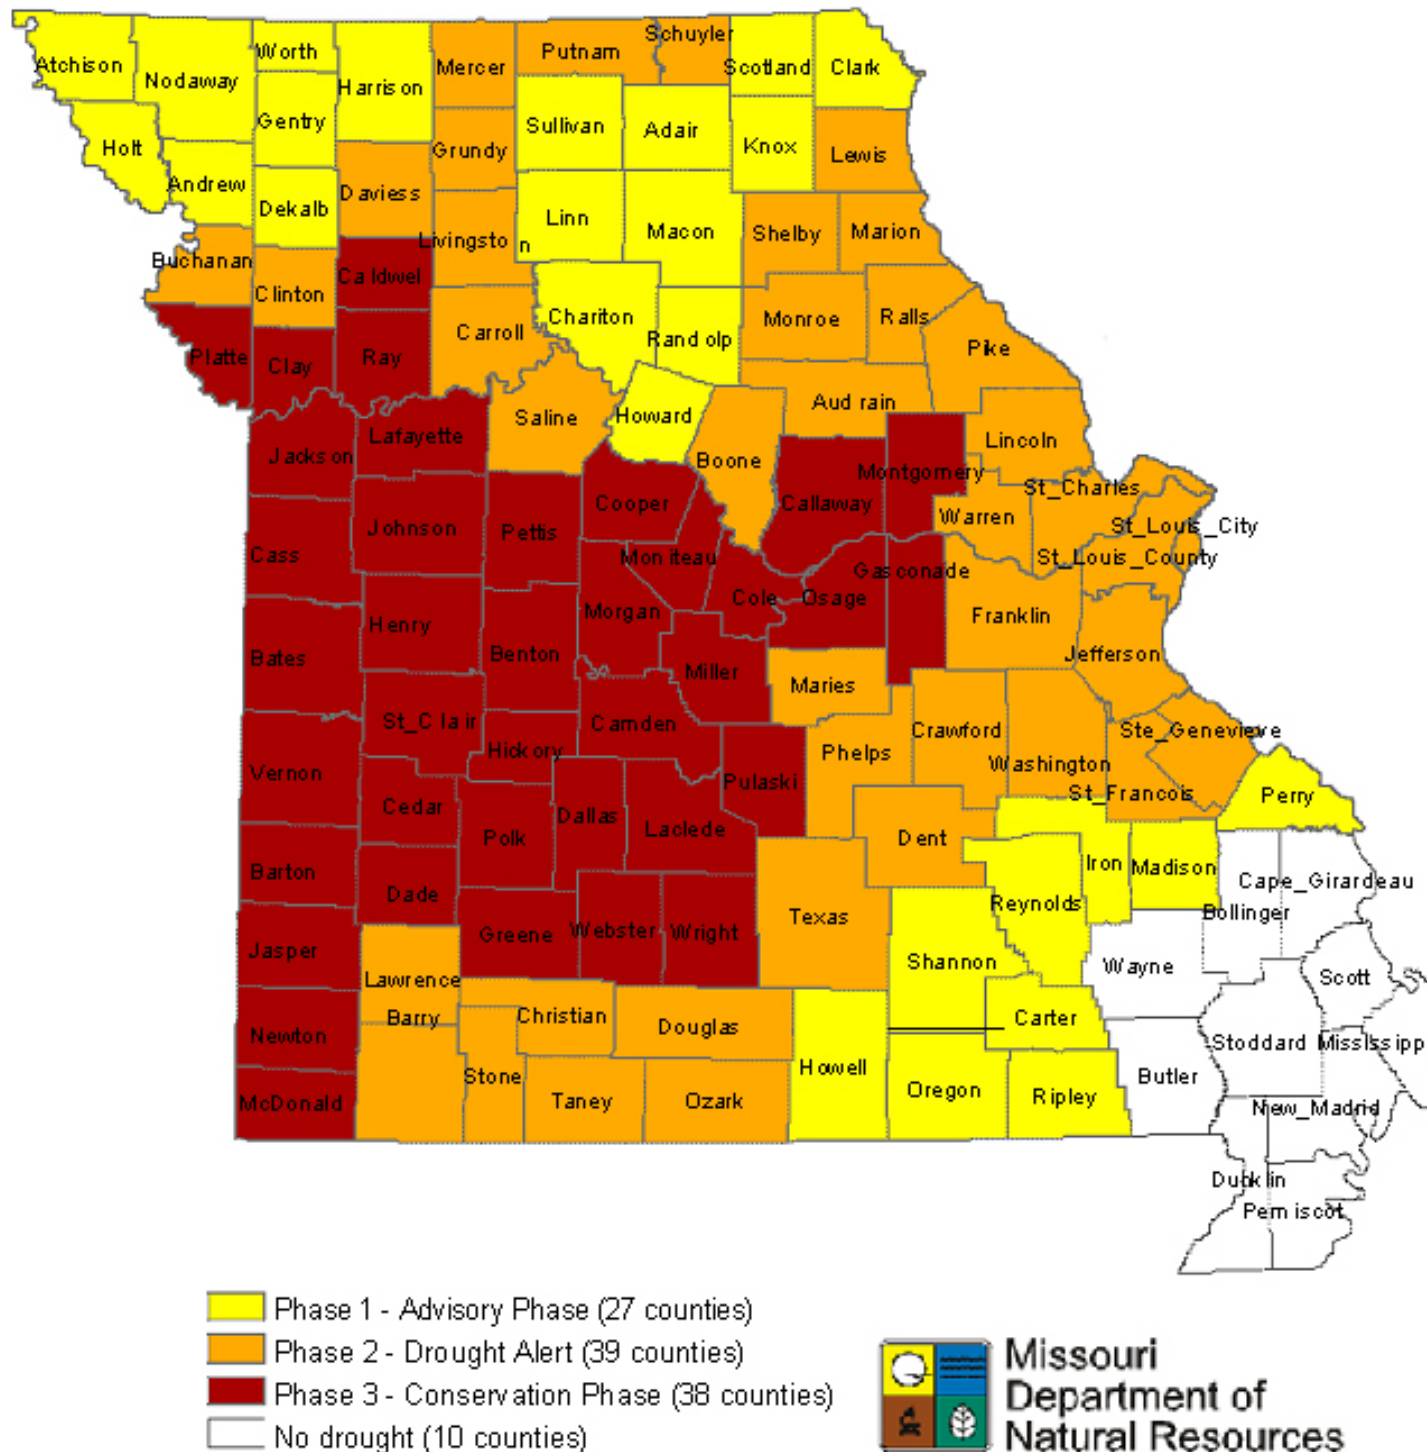 Schuyler
Worth
Putnam
Atchison
Nodaway
Harrison
Mercer
Scotland
Clark
Gentry
Sullivan
Adair
Holt
Grundy
Knox
Lewis
Andrew
Daviess
Dekalb
Linn
Macon
Shelby
Marion
Livingston
Buchanan
Clinton
Caldwel
Chariton
Monroe
Ralls
Carroll
Randolp
Pike
Platte
Clay
Ray
Audrain
Saline
Howard
Lincoln
Lafayette
Jackson
Boone
Montgomery
St_Charles
Cooper
Callaway
Warren
Johnson
Pettis
St_Louis_City
Cass
Moniteau
St_Louis_County
Gasconade
Cole
Osage
Morgan
Franklin
Henry
Benton
Jefferson
Bates
Miller
Maries
St_Clair
Camden
Crawford
Ste_Genevieve
Hickory
Phelps
Washington
Vernon
Pulaski
St_Francois
Perry
Cedar
Dallas
Laclede
Polk
Dent
Iron
Madison
Barton
Cape_Girardeau
Dade
Reynolds
Bollinger
Texas
Greene
Webster
Wright
Jasper
Shannon
Wayne
Lawrence
Scott
Barry
Christian
Douglas
Carter
Newton
Stoddard
Mississipp
Howell
Stone
Butler
Oregon
Ripley
McDonald
Taney
Ozark
New_Madrid
Dunklin
Pemiscot
Phase 1 - Advisory Phase (27 counties)
Phase 2 - Drought Alert (39 counties)
Phase 3 - Conservation Phase (38 counties)
No drought (10 counties)
Missouri
Department of
Natural Resources